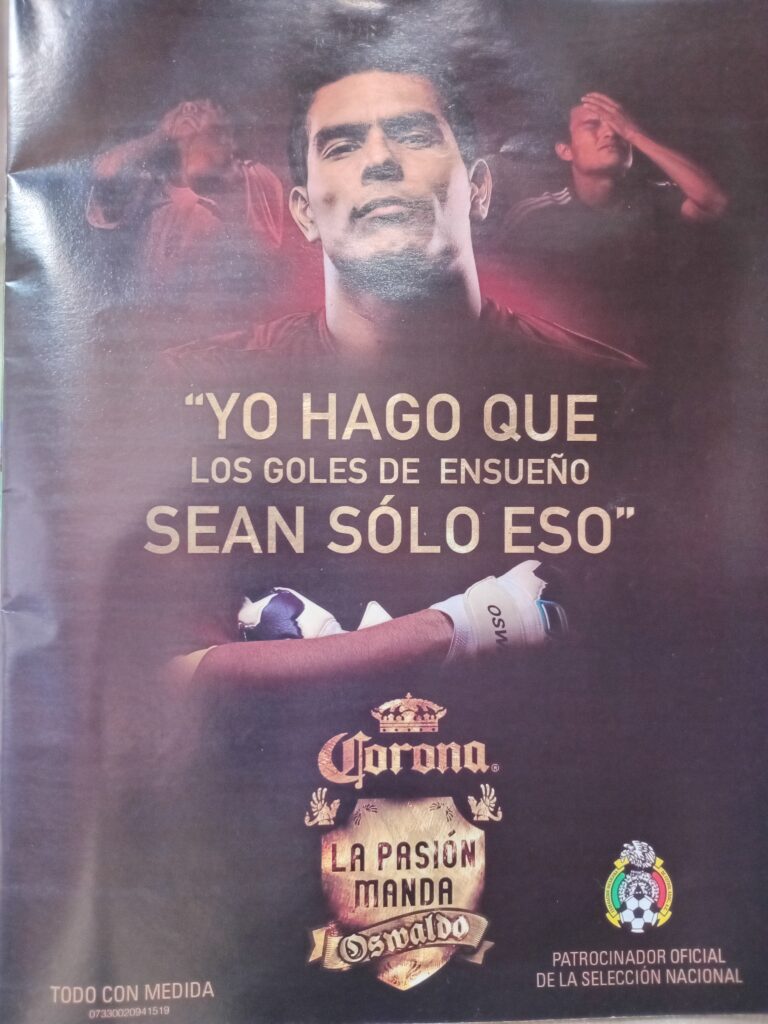 “YO HAGO QUE
LOS GOLES DE ENSUEÑO
SEAN SÓLO ESO”
OSW
Corona®
LA PASIÓN
MANDA
Oswaldo
PATROCINADOR OFICIAL
DE LA SELECCIÓN NACIONAL
TODO CON MEDIDA
07330020941519